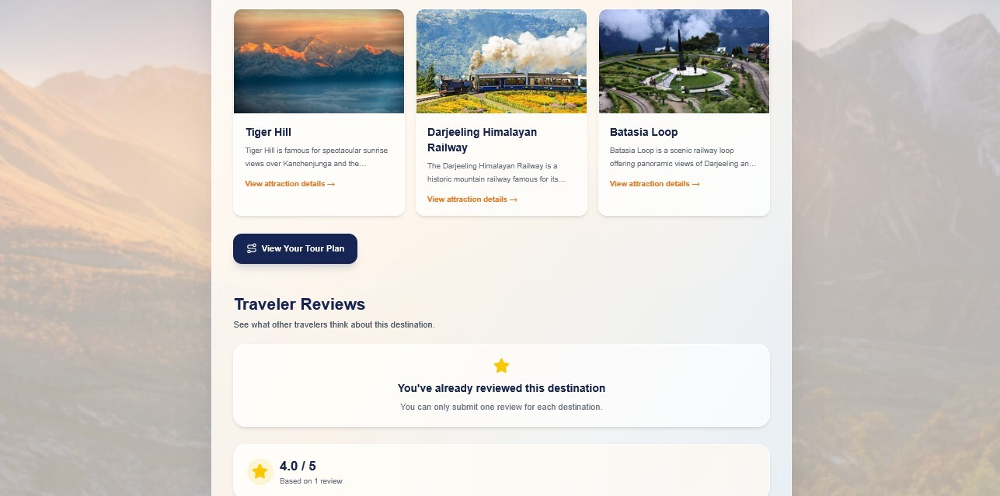 Tiger Hill
Tiger Hill is famous for spectacular sunrise
views over Kanchenjunga and the...
View attraction details →
Darjeeling Himalayan
Railway
The Darjeeling Himalayan Railway is a
historic mountain railway famous for its...
View attraction details →
Batasia Loop
Batasia Loop is a scenic railway loop
offering panoramic views of Darjeeling an...
View attraction details →
View Your Tour Plan
Traveler Reviews
See what other travelers think about this destination.
You've already reviewed this destination
You can only submit one review for each destination.
4.0 / 5
Based on 1 review